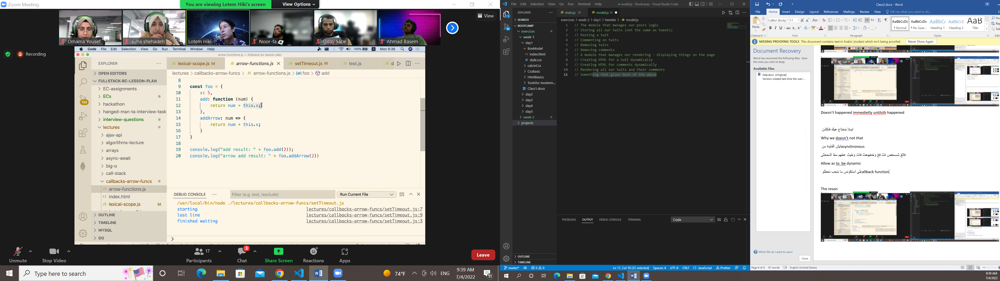 Zoom Meeting
You are viewing Lotem Hiki's screen
View Options
View
Omama Yousef
suha shehadeh
Lotem Hiki
Noor-fa
Oday Sabe
Ahmad Basem
Recording
Code File Edit Selection View Go Run Terminal Window Help
100%
Mon 9:36
arrow-functions.js — fullstack-bc-lesson-plan
EXPLORER
OPEN EDITORS
FULLSTACK-BC-LESSON-PLAN
EC-assignments
ECs
hackathon
hanged-man-ta-interview-task
interview-questions
lectures
ajax-api
algorithms-lecture
arrays
async-await
big-o
call-stack
callbacks-arrow-funcs
JS arrow-functions.js
<> index.html
JS lexical-scope.js M
OUTLINE
TIMELINE
MYSQL
GO
132
JS lexical-scope.js M
JS arrow-functions.js
JS setTimeout.js M
JS test.js
JS d
lectures > callbacks-arrow-funcs > JS arrow-functions.js > foo > add
8
9 const foo = {
10 x: 5,
11 add: function (num) {
12 return num + this.x;
13 },
14 addArrow: num => {
15 return num + this.x;
16 }
17 }
18
19 console.log("add result: " + foo.add(2));
20 console.log("arrow add result: " + foo.addArrow(2))
DEBUG CONSOLE
Filter (e.g. text, !exclude)
Run Current File
/usr/local/bin/node ./lectures/callbacks-arrow-funcs/setTimeout.js
starting lectures/callbacks-arrow-funcs/setTimeout.js:7
last line lectures/callbacks-arrow-funcs/setTimeout.js:9
finished waiting lectures/callbacks-arrow-funcs/setTimeout.js:3
Unmute
Stop Video
Participants
17
Chat
3
Share Screen
Reactions
Apps
Leave
Type here to search
74°F
ENG
9:39 AM
7/4/2022
11
File Edit Selection View Go Run Terminal Help
● model.js - Bootcamp - Visual Studio Code
EXPLORER
SEARCH
BOOTCAMP
exercices
week-1
day1
BoxModel
<> index.html
# style.css
calcInCss
CssBasic
HtmlBasics
Toolsfor moderm...
Class1.docx
day2
day3
day4
day5
week-2
projects
OUTLINE
TIMELINE
1
64
JS main.js U
JS model.js U ●
exercices > week-2 > day1 > tweeter > JS model.js
1 // The module that manages our posts logic
2 // Storing all our twits (not the same as tweets)
3 // Posting a twit
4 // Commenting on twits
5 // Removing twits
6 // Removing comments
7 // A module that manages our rendering - displaying things on the page
8 // Creating HTML for a twit dynamically
9 // Creating HTML for comments dynamically
10 // Rendering all our twits and their comments
11 // Something that glues both of the above
PROBLEMS OUTPUT DEBUG CONSOLE TERMINAL
Code
master* 0 0
Ln 11, Col 10 (32 selected) Spaces: 4 UTF-8 CRLF {} JavaScript Prettier
Class2.docx - Word
File Home Insert Design Layout References Mailings Review View Tell me what you want to do...
Paste
Calibri (Body) 11
AaBbCcDc ¶ Normal
AaBbCcDc ¶ No Spac...
AaBbCc Heading 1
AaBbCcC Heading 2
AaB Title
Clipboard
Font
Paragraph
Styles
MISSING PROOFING TOOLS This document contains text in Arabic (Jordan) which isn't being proofed.
Never Show Again
Document Recovery
Word has recovered the following files. Save
the ones you wish to keep.
Available Files
help.docx [Original]
Version created last time the user ...
Which file do I want to save?
Close
Doesn't happened immedietly untilsth happened
ايمتا بنحتاج هيك فنكشن
Why we doesn't not that
ايش الفايدة من asynchronous
Allow as to be dynamic
callback function
The reson
Page 4 of 4 97 words English (United States)
9:39 AM
7/4/2022